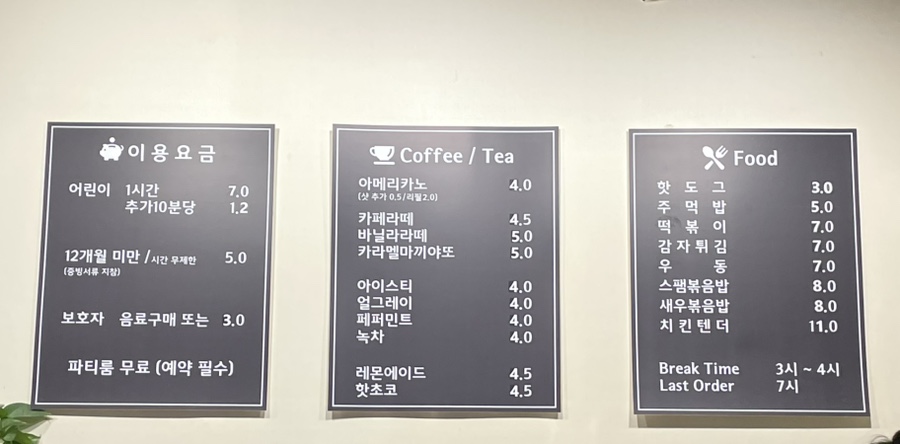 이용요금
어린이 1시간 7.0
추가10분당 1.2
12개월 미만 /시간 무제한 5.0
(증빙서류 지참)
보호자 음료구매 또는 3.0
파티룸 무료 (예약 필수)
Coffee / Tea
아메리카노 4.0
(샷 추가 0.5/리필2.0)
카페라떼 4.5
바닐라라떼 5.0
카라멜마끼야또 5.0
아이스티 4.0
얼그레이 4.0
페퍼민트 4.0
녹차 4.0
레몬에이드 4.5
핫초코 4.5
Food
핫도그 3.0
주먹밥 5.0
떡볶이 7.0
감자튀김 7.0
우동 7.0
스팸볶음밥 8.0
새우볶음밥 8.0
치킨텐더 11.0
Break Time 3시 ~ 4시
Last Order 7시